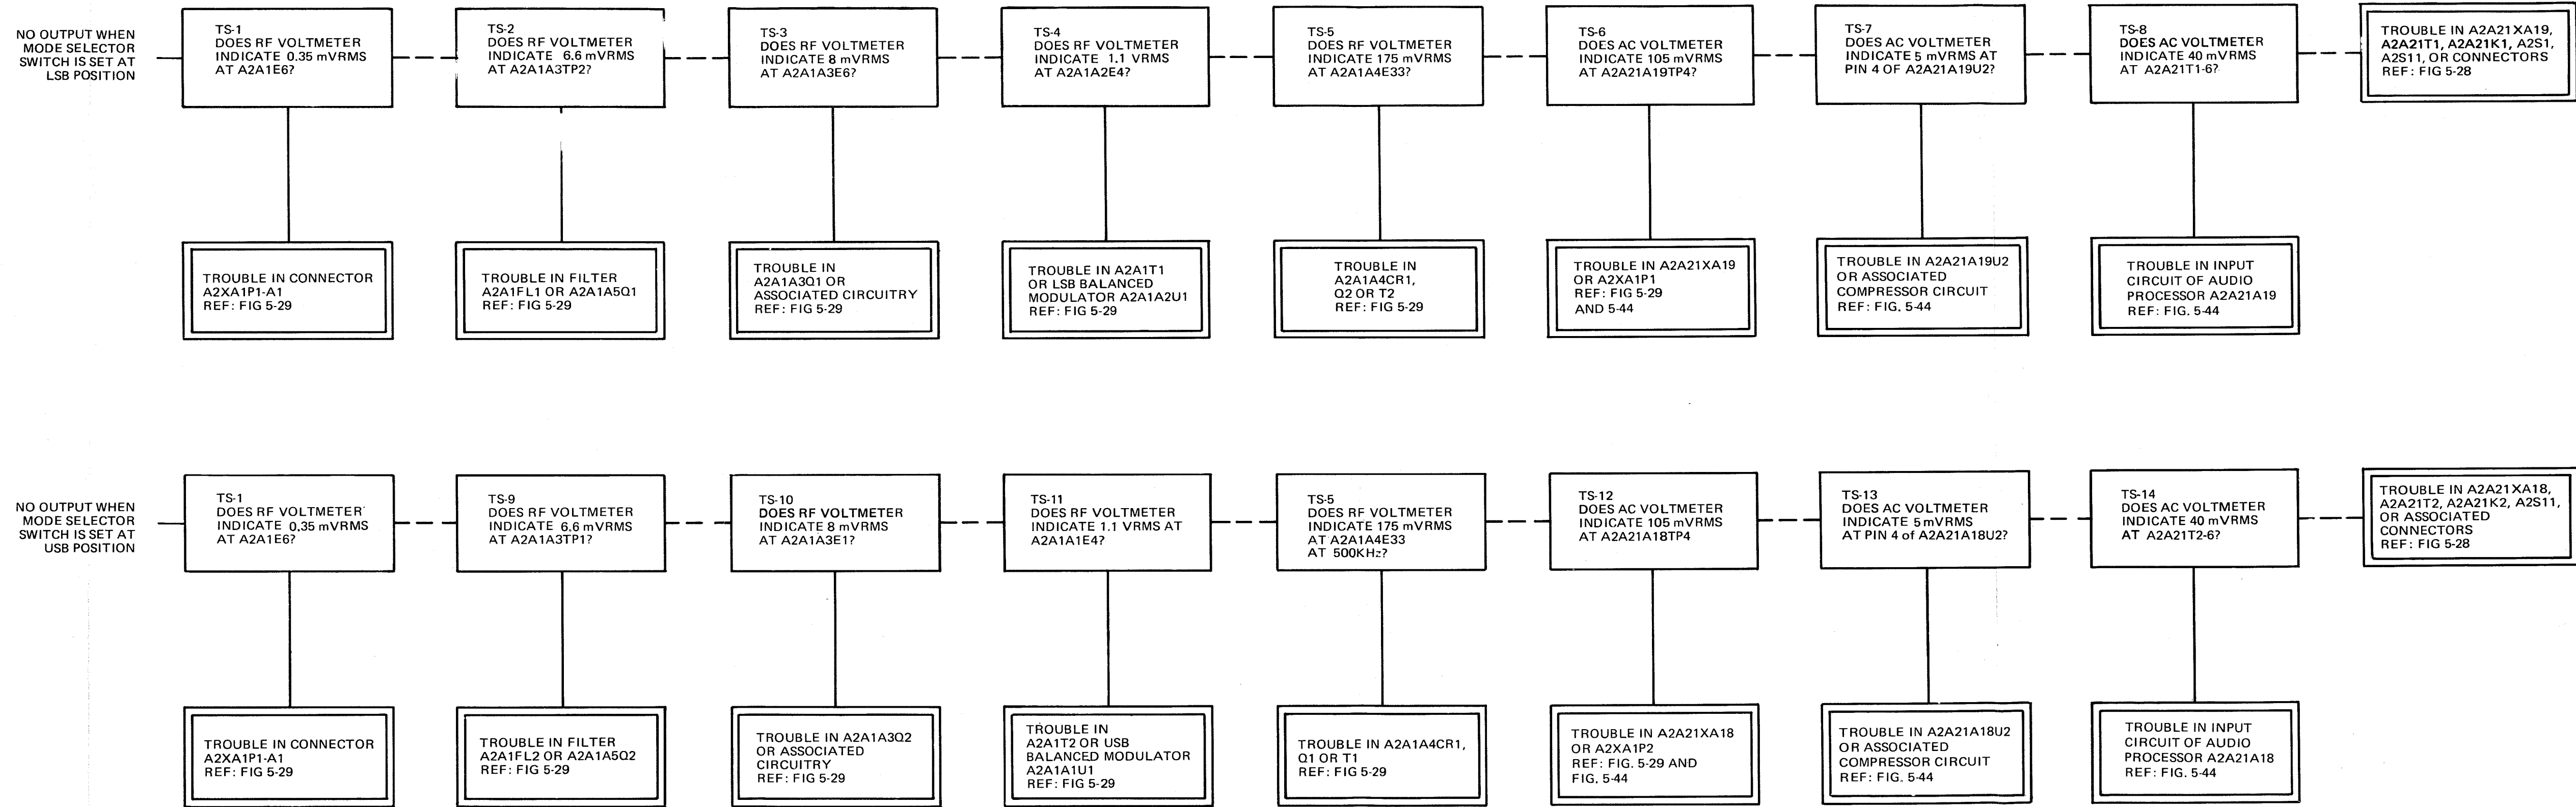 NO OUTPUT WHEN
MODE SELECTOR
SWITCH IS SET AT
LSB POSITION
TS-1
DOES RF VOLTMETER
INDICATE 0.35 mVRMS
AT A2A1E6?
TS-2
DOES RF VOLTMETER
INDICATE 6.6 mVRMS
AT A2A1A3TP2?
TS-3
DOES RF VOLTMETER
INDICATE 8 mVRMS
AT A2A1A3E6?
TS-4
DOES RF VOLTMETER
INDICATE 1.1 VRMS
AT A2A1A2E4?
TS-5
DOES RF VOLTMETER
INDICATE 175 mVRMS
AT A2A1A4E33?
TS-6
DOES AC VOLTMETER
INDICATE 105 mVRMS
AT A2A21A19TP4?
TS-7
DOES AC VOLTMETER
INDICATE 5 mVRMS AT
PIN 4 OF A2A21A19U2?
TS-8
DOES AC VOLTMETER
INDICATE 40 mVRMS
AT A2A21T1-6?
TROUBLE IN A2A21XA19,
A2A21T1, A2A21K1, A2S1,
A2S11, OR CONNECTORS
REF: FIG 5-28
TROUBLE IN CONNECTOR
A2XA1P1-A1
REF: FIG 5-29
TROUBLE IN FILTER
A2A1FL1 OR A2A1A5Q1
REF: FIG 5-29
TROUBLE IN
A2A1A3Q1 OR
ASSOCIATED CIRCUITRY
REF: FIG 5-29
TROUBLE IN A2A1T1
OR LSB BALANCED
MODULATOR A2A1A2U1
REF: FIG 5-29
TROUBLE IN
A2A1A4CR1,
Q2 OR T2
REF: FIG 5-29
TROUBLE IN A2A21XA19
OR A2XA1P1
REF: FIG 5-29
AND 5-44
TROUBLE IN A2A21A19U2
OR ASSOCIATED
COMPRESSOR CIRCUIT
REF: FIG. 5-44
TROUBLE IN INPUT
CIRCUIT OF AUDIO
PROCESSOR A2A21A19
REF: FIG. 5-44
NO OUTPUT WHEN
MODE SELECTOR
SWITCH IS SET AT
USB POSITION
TS-1
DOES RF VOLTMETER
INDICATE 0.35 mVRMS
AT A2A1E6?
TS-9
DOES RF VOLTMETER
INDICATE 6.6 mVRMS
AT A2A1A3TP1?
TS-10
DOES RF VOLTMETER
INDICATE 8 mVRMS
AT A2A1A3E1?
TS-11
DOES RF VOLTMETER
INDICATE 1.1 VRMS AT
A2A1A1E4?
TS-5
DOES RF VOLTMETER
INDICATE 175 mVRMS
AT A2A1A4E33
AT 500KHz?
TS-12
DOES AC VOLTMETER
INDICATE 105 mVRMS
AT A2A21A18TP4
TS-13
DOES AC VOLTMETER
INDICATE 5 mVRMS
AT PIN 4 of A2A21A18U2?
TS-14
DOES AC VOLTMETER
INDICATE 40 mVRMS
AT A2A21T2-6?
TROUBLE IN A2A21XA18,
A2A21T2, A2A21K2, A2S11,
OR ASSOCIATED
CONNECTORS
REF: FIG 5-28
TROUBLE IN CONNECTOR
A2XA1P1-A1
REF: FIG 5-29
TROUBLE IN FILTER
A2A1FL2 OR A2A1A5Q2
REF: FIG 5-29
TROUBLE IN A2A1A3Q2
OR ASSOCIATED
CIRCUITRY
REF: FIG 5-29
TROUBLE IN
A2A1T2 OR USB
BALANCED MODULATOR
A2A1A1U1
REF: FIG 5-29
TROUBLE IN A2A1A4CR1,
Q1 OR T1
REF: FIG 5-29
TROUBLE IN A2A21XA18
OR A2XA1P2
REF: FIG. 5-29 AND
FIG. 5-44
TROUBLE IN A2A21A18U2
OR ASSOCIATED
COMPRESSOR CIRCUIT
REF: FIG. 5-44
TROUBLE IN INPUT
CIRCUIT OF AUDIO
PROCESSOR A2A21A18
REF: FIG. 5-44